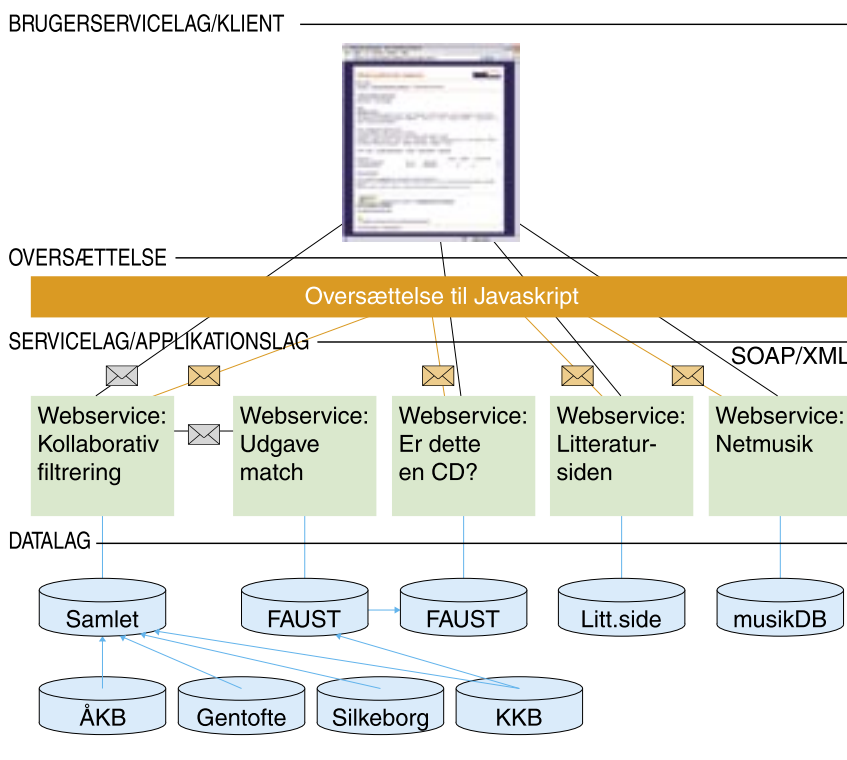 BRUGERSERVICELAG/KLIENT
OVERSÆTTELSE
Oversættelse til Javaskript
SERVICELAG/APPLIKATIONSLAG
SOAP/XML
Webservice:
Kollaborativ
filtrering
Webservice:
Udgave
match
Webservice:
Er dette
en CD?
Webservice:
Litteratur-
siden
Webservice:
Netmusik
DATALAG
Samlet
FAUST
FAUST
Litt.side
musikDB
ÅKB
Gentofte
Silkeborg
KKB